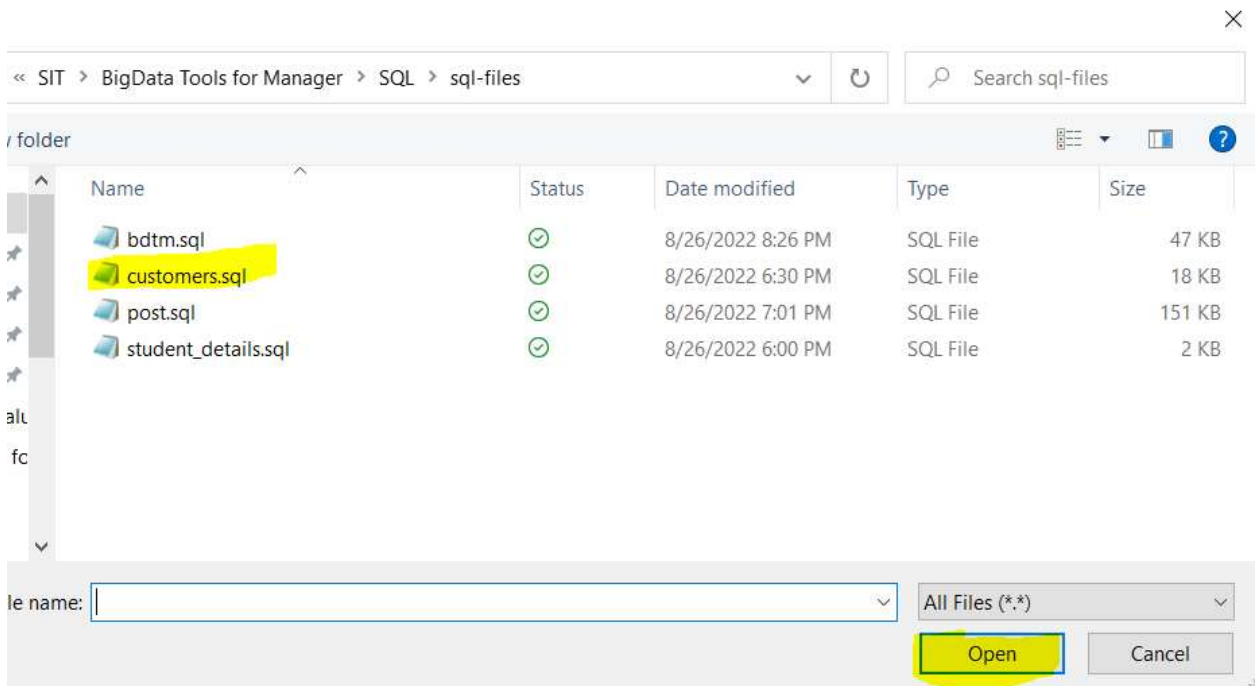 « SIT > BigData Tools for Manager > SQL > sql-files
Search sql-files
folder
Name Status Date modified Type Size
bdtm.sql 8/26/2022 8:26 PM SQL File 47 KB
customers.sql 8/26/2022 6:30 PM SQL File 18 KB
post.sql 8/26/2022 7:01 PM SQL File 151 KB
student_details.sql 8/26/2022 6:00 PM SQL File 2 KB
alu
fo
le name:
All Files (*.*)
Open Cancel